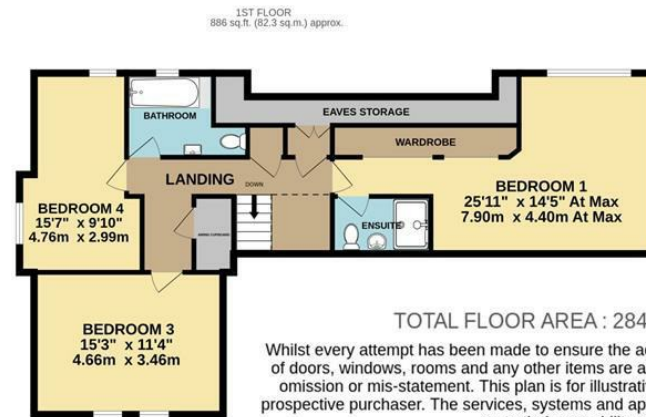 1ST FLOOR
886 sq.ft. (82.3 sq.m.) approx.
BATHROOM
EAVES STORAGE
WARDROBE
LANDING
DOWN
BEDROOM 1
25'11" x 14'5" At Max
7.90m x 4.40m At Max
BEDROOM 4
15'7" x 9'10"
4.76m x 2.99m
ENSUITE
BEDROOM 3
15'3" x 11'4"
4.66m x 3.46m
TOTAL FLOOR AREA : 284
Whilst every attempt has been made to ensure the a
of doors, windows, rooms and any other items are a
omission or mis-statement. This plan is for illustrati
prospective purchaser. The services, systems and ap